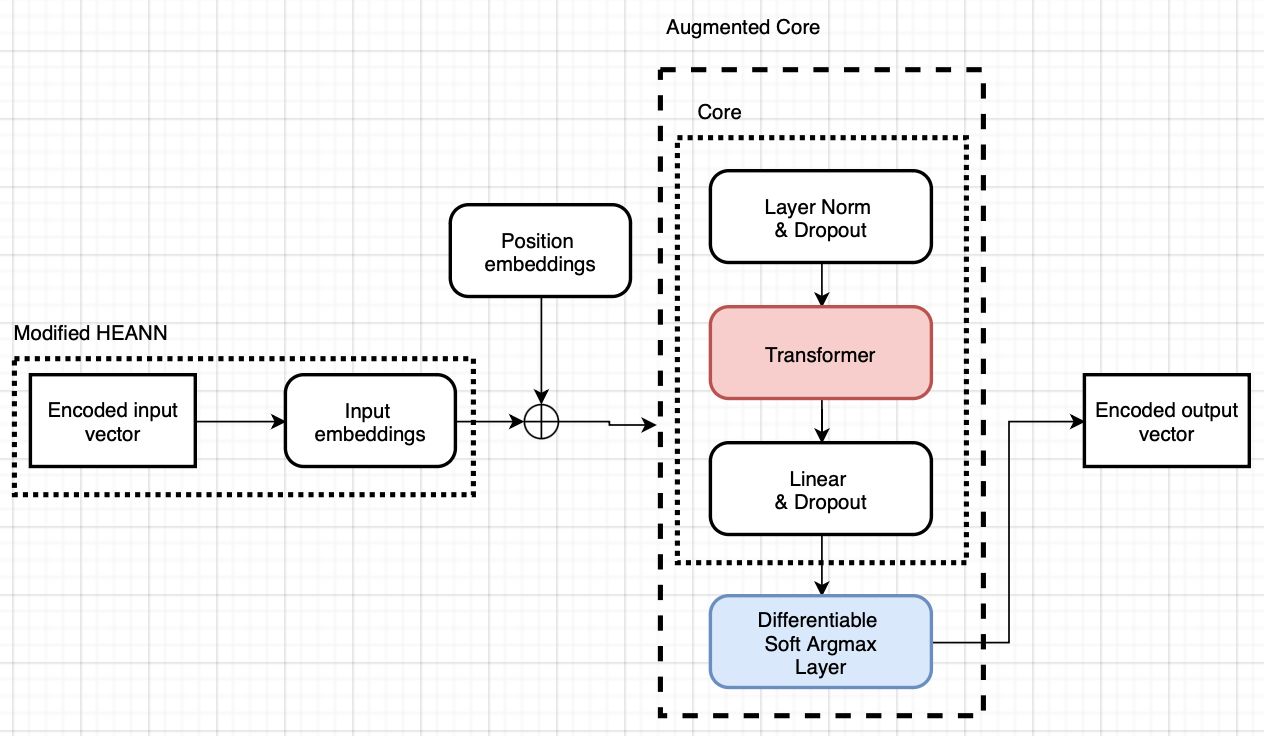 Augmented Core
Core
Layer Norm
& Dropout
Position
embeddings
Transformer
Modified HEANN
Encoded input
vector
Input
embeddings
Encoded output
vector
Linear
& Dropout
Differentiable
Soft Argmax
Layer